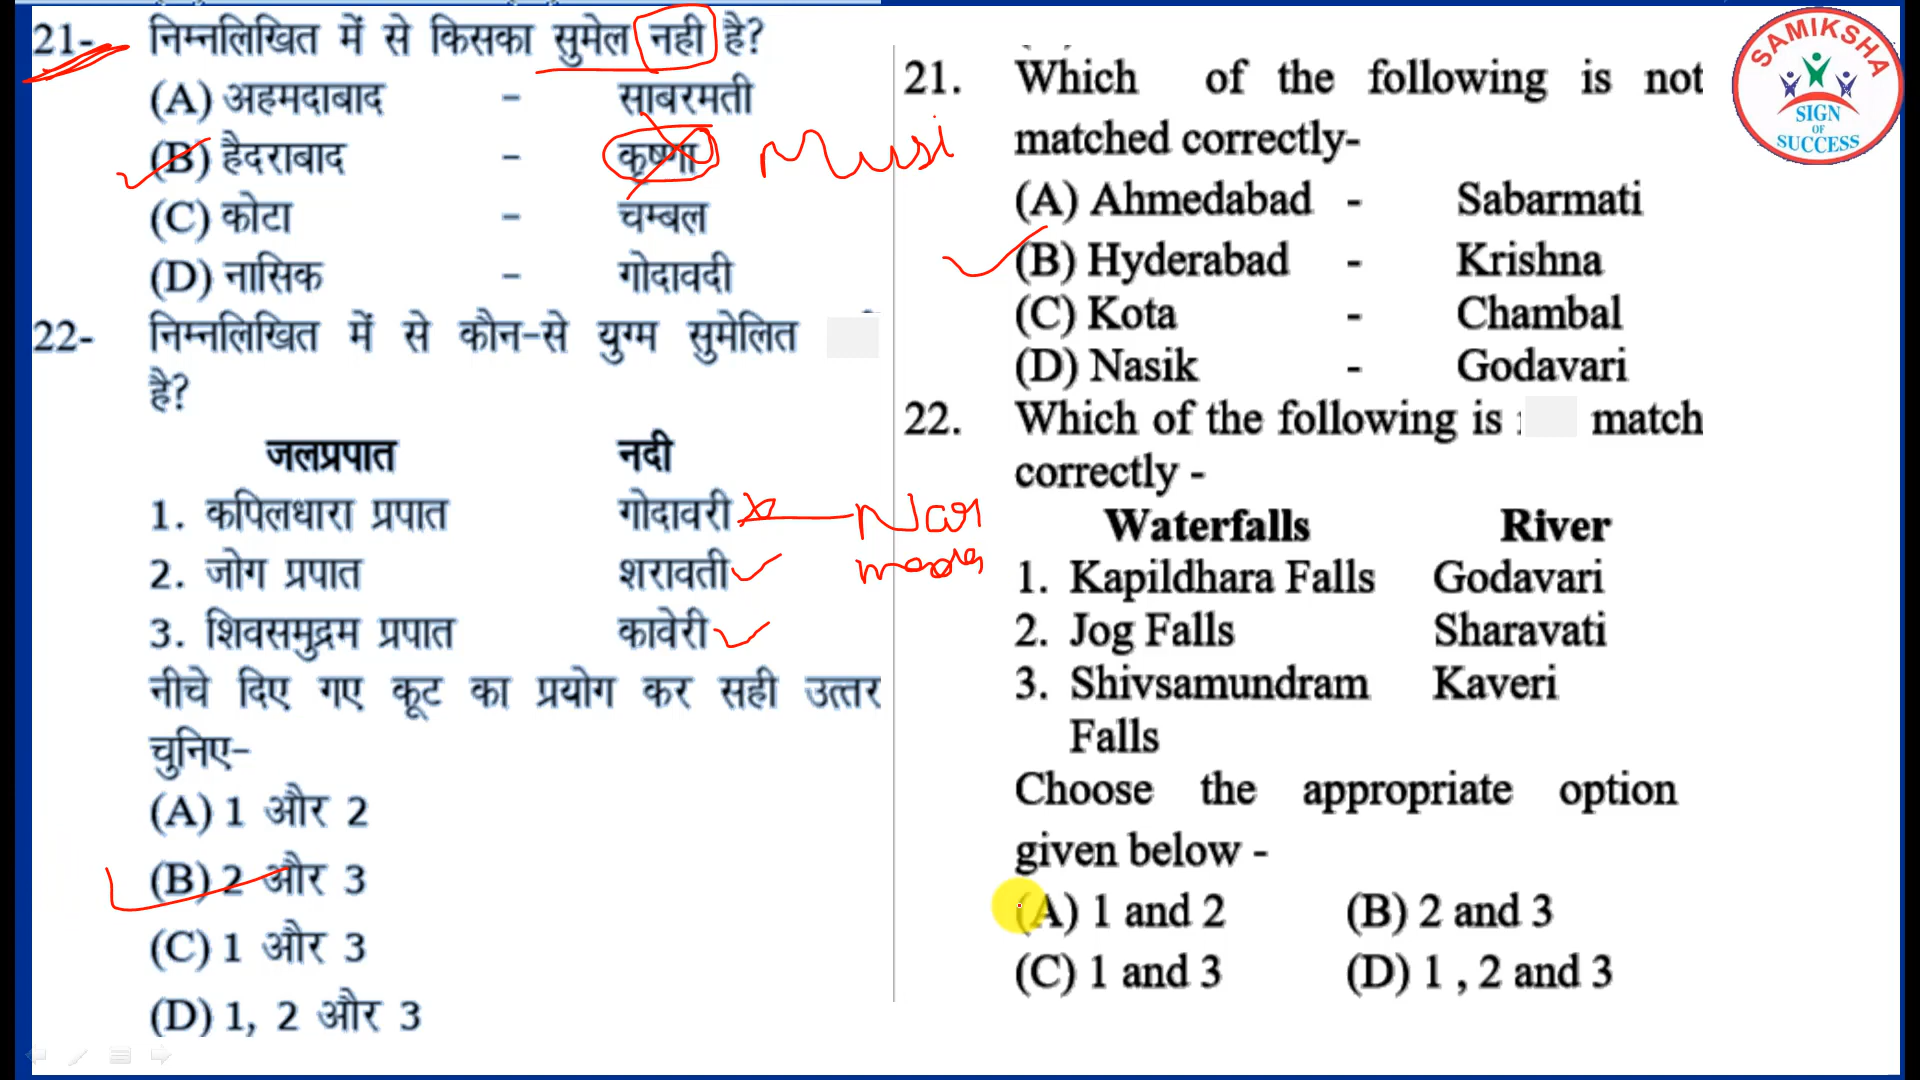 21- निम्नलिखित में से किसका सुमेल नही है?
(A) अहमदाबाद - साबरमती
(B) हैदराबाद - कृष्णा Musi
(C) कोटा - चम्बल
(D) नासिक - गोदावदी
22- निम्नलिखित में से कौन-से युग्म सुमेलित
है?
जलप्रपात नदी
1. कपिलधारा प्रपात गोदावरी Nar
2. जोग प्रपात शरावती mada
3. शिवसमुद्रम प्रपात कावेरी
नीचे दिए गए कूट का प्रयोग कर सही उत्तर
चुनिए-
(A) 1 और 2
(B) 2 और 3
(C) 1 और 3
(D) 1, 2 और 3
21. Which of the following is not
matched correctly-
(A) Ahmedabad - Sabarmati
(B) Hyderabad - Krishna
(C) Kota - Chambal
(D) Nasik - Godavari
22. Which of the following is match
correctly -
Waterfalls River
1. Kapildhara Falls Godavari
2. Jog Falls Sharavati
3. Shivsamundram Kaveri
Falls
Choose the appropriate option
given below -
(A) 1 and 2 (B) 2 and 3
(C) 1 and 3 (D) 1 , 2 and 3
SAMIKSHA
SIGN
OF
SUCCESS